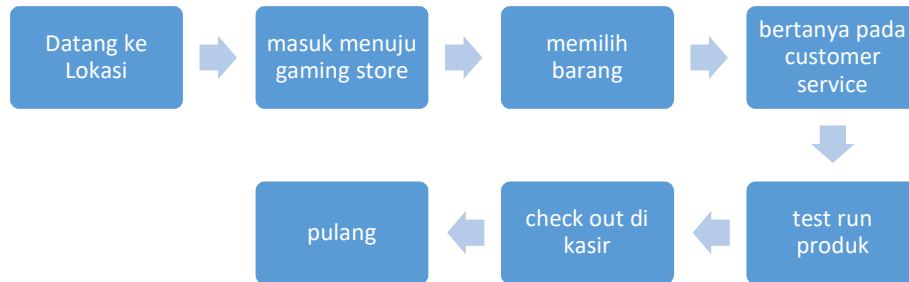 Datang ke
Lokasi
masuk menuju
gaming store
memilih
barang
bertanya pada
customer
service
test run
produk
check out di
kasir
pulang